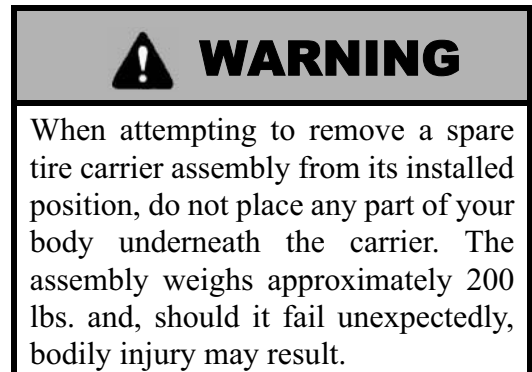 WARNING
When attempting to remove a spare
tire carrier assembly from its installed
position, do not place any part of your
body underneath the carrier. The
assembly weighs approximately 200
lbs. and, should it fail unexpectedly,
bodily injury may result.